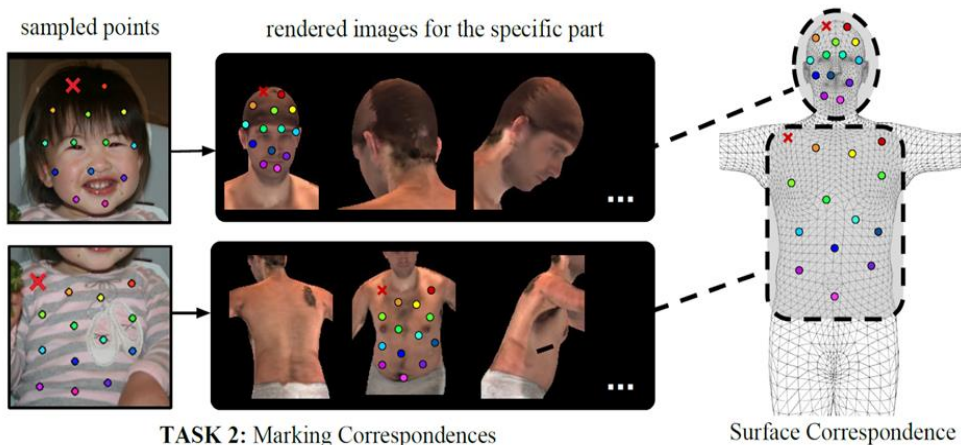 sampled points
rendered images for the specific part
...
...
TASK 2: Marking Correspondences
Surface Correspondence